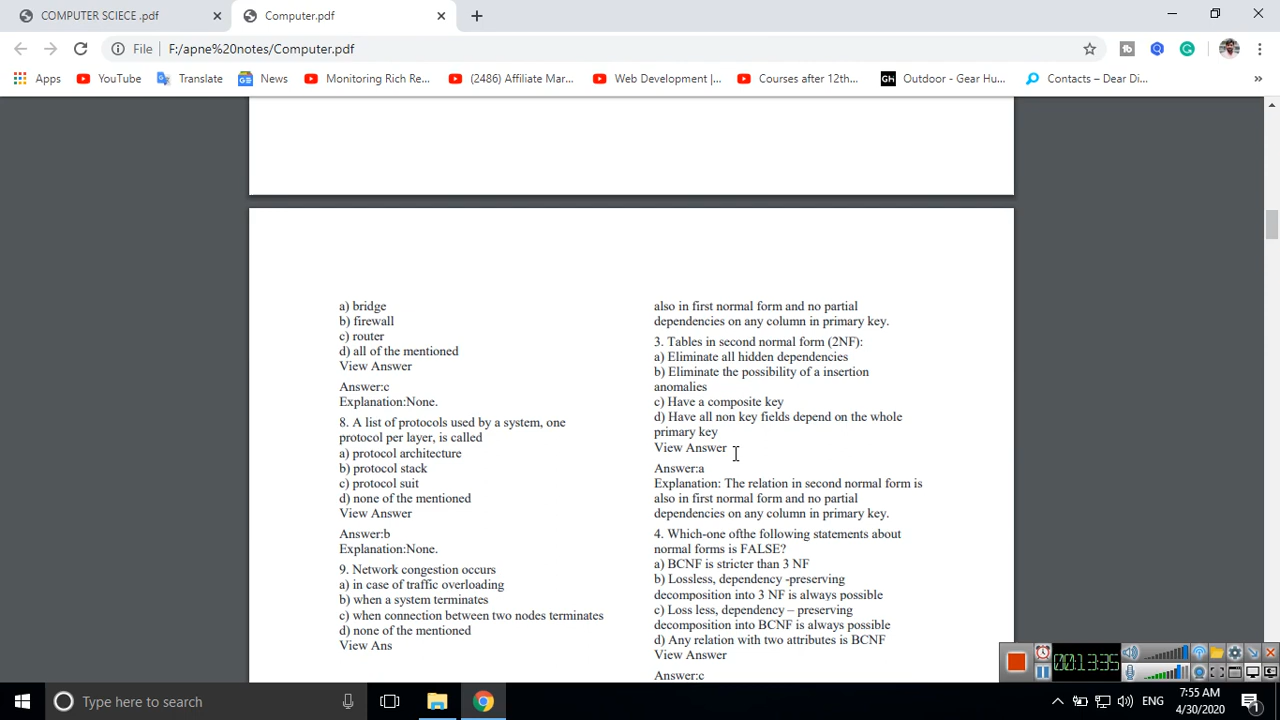 COMPUTER SCIECE .pdf
Computer.pdf
File
F:/apne%20notes/Computer.pdf
Apps
YouTube
Translate
News
Monitoring Rich Re...
(2486) Affiliate Mar...
Web Development |...
Courses after 12th...
GH
Outdoor - Gear Hu...
Contacts – Dear Di...
»
a) bridge
b) firewall
c) router
d) all of the mentioned
View Answer
Answer:c
Explanation:None.
8. A list of protocols used by a system, one
protocol per layer, is called
a) protocol architecture
b) protocol stack
c) protocol suit
d) none of the mentioned
View Answer
Answer:b
Explanation:None.
9. Network congestion occurs
a) in case of traffic overloading
b) when a system terminates
c) when connection between two nodes terminates
d) none of the mentioned
View Ans
also in first normal form and no partial
dependencies on any column in primary key.
3. Tables in second normal form (2NF):
a) Eliminate all hidden dependencies
b) Eliminate the possibility of a insertion
anomalies
c) Have a composite key
d) Have all non key fields depend on the whole
primary key
View Answer
Answer:a
Explanation: The relation in second normal form is
also in first normal form and no partial
dependencies on any column in primary key.
4. Which-one ofthe following statements about
normal forms is FALSE?
a) BCNF is stricter than 3 NF
b) Lossless, dependency -preserving
decomposition into 3 NF is always possible
c) Loss less, dependency – preserving
decomposition into BCNF is always possible
d) Any relation with two attributes is BCNF
View Answer
Answer:c
00:13:35
Type here to search
ENG
7:55 AM
4/30/2020
1